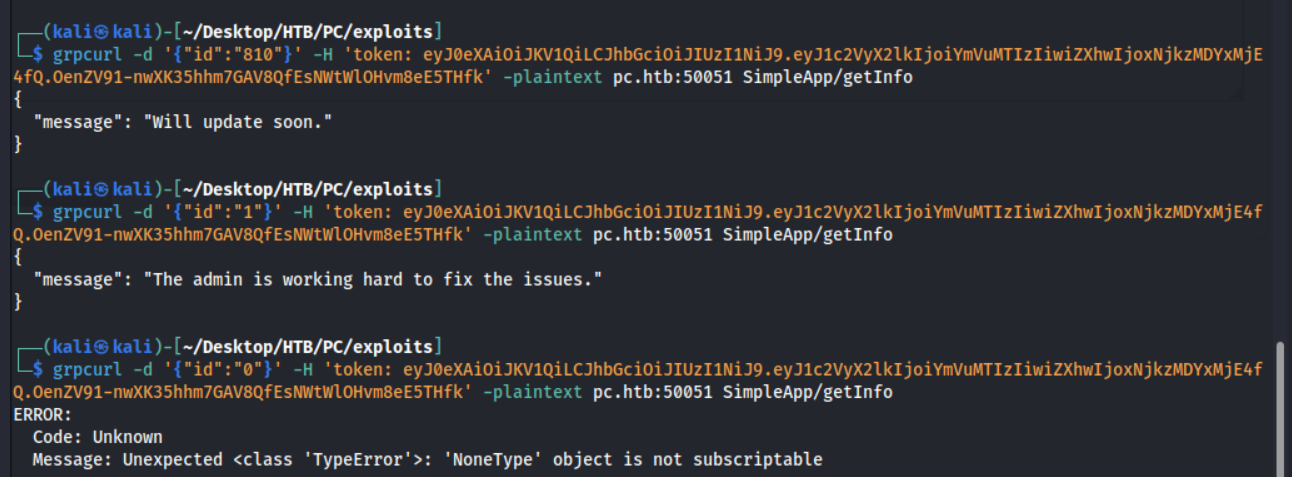 ┌──(kali㉿kali)-[~/Desktop/HTB/PC/exploits]
└─$ grpcurl -d '{"id":"810"}' -H 'token: eyJ0eXAiOiJKV1QiLCJhbGciOiJIUzI1NiJ9.eyJ1c2VyX2lkIjoiYmVuMTIzIiwiZXhwIjoxNjkzMDYxMjE
4fQ.OenZV91-nwXK35hhm7GAV8QfEsNWtWlOHvm8eE5THfk' -plaintext pc.htb:50051 SimpleApp/getInfo
{
  "message": "Will update soon."
}
┌──(kali㉿kali)-[~/Desktop/HTB/PC/exploits]
└─$ grpcurl -d '{"id":"1"}' -H 'token: eyJ0eXAiOiJKV1QiLCJhbGciOiJIUzI1NiJ9.eyJ1c2VyX2lkIjoiYmVuMTIzIiwiZXhwIjoxNjkzMDYxMjE4f
Q.OenZV91-nwXK35hhm7GAV8QfEsNWtWlOHvm8eE5THfk' -plaintext pc.htb:50051 SimpleApp/getInfo
{
  "message": "The admin is working hard to fix the issues."
}
┌──(kali㉿kali)-[~/Desktop/HTB/PC/exploits]
└─$ grpcurl -d '{"id":"0"}' -H 'token: eyJ0eXAiOiJKV1QiLCJhbGciOiJIUzI1NiJ9.eyJ1c2VyX2lkIjoiYmVuMTIzIiwiZXhwIjoxNjkzMDYxMjE4f
Q.OenZV91-nwXK35hhm7GAV8QfEsNWtWlOHvm8eE5THfk' -plaintext pc.htb:50051 SimpleApp/getInfo
ERROR:
  Code: Unknown
  Message: Unexpected <class 'TypeError'>: 'NoneType' object is not subscriptable